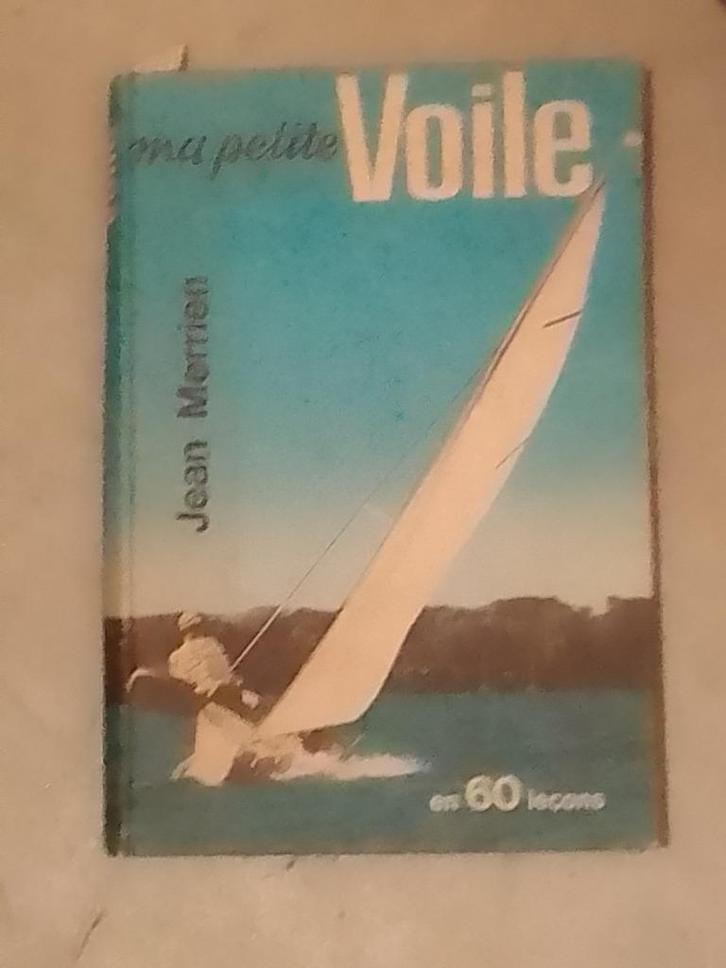 ma petite Voile
Jean Merrien
en 60 leçons